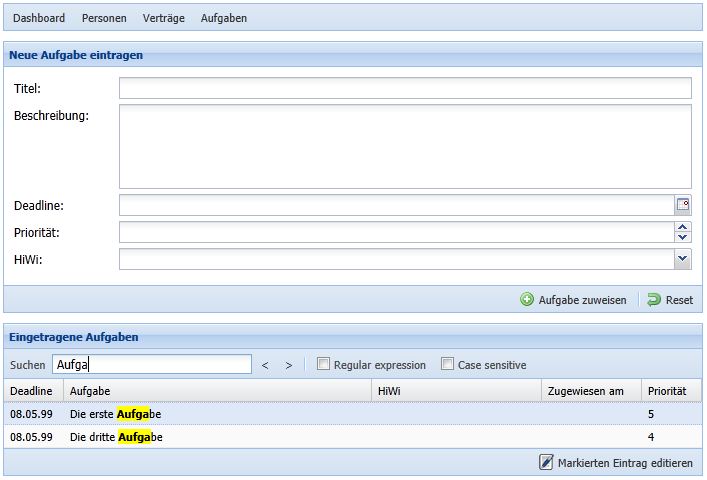 Dashboard Personen Verträge Aufgaben
Neue Aufgabe eintragen
Titel:
Beschreibung:
Deadline:
Priorität:
HiWi:
Aufgabe zuweisen Reset
Eingetragene Aufgaben
Suchen Aufga < > Regular expression Case sensitive
Deadline Aufgabe HiWi Zugewiesen am Priorität
08.05.99 Die erste Aufgabe 5
08.05.99 Die dritte Aufgabe 4
Markierten Eintrag editieren